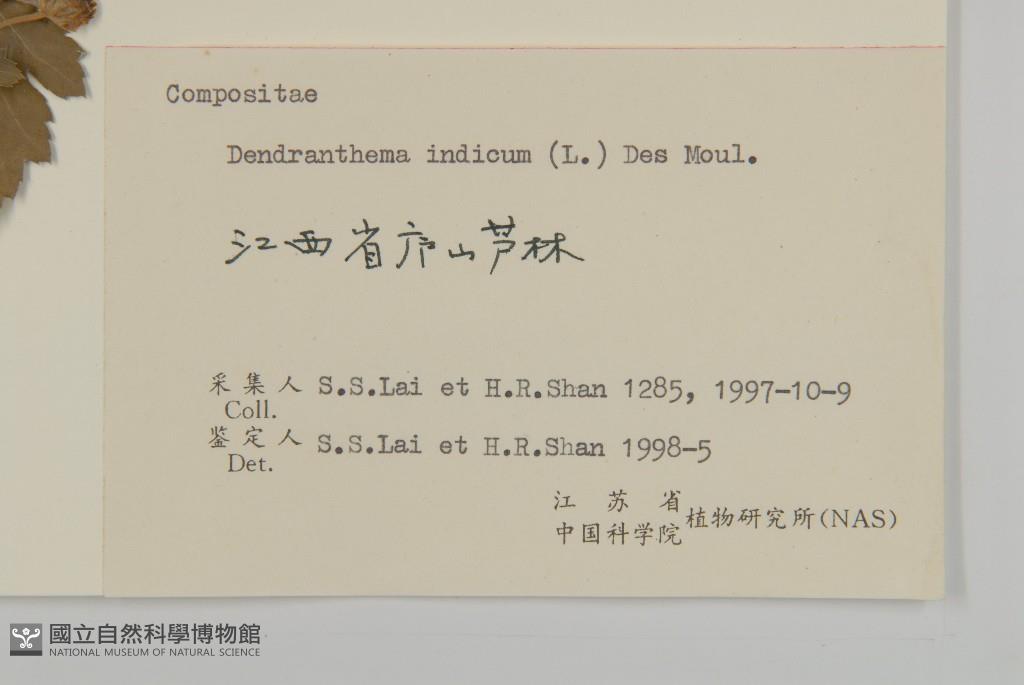 Compositae
Dendranthema indicum (L.) Des Moul.
江西省庐山芦林
采集人 S.S.Lai et H.R.Shan 1285, 1997-10-9
Coll.
鉴定人 S.S.Lai et H.R.Shan 1998-5
Det.
江苏省
中国科学院 植物研究所(NAS)
國立自然科學博物館
NATIONAL MUSEUM OF NATURAL SCIENCE